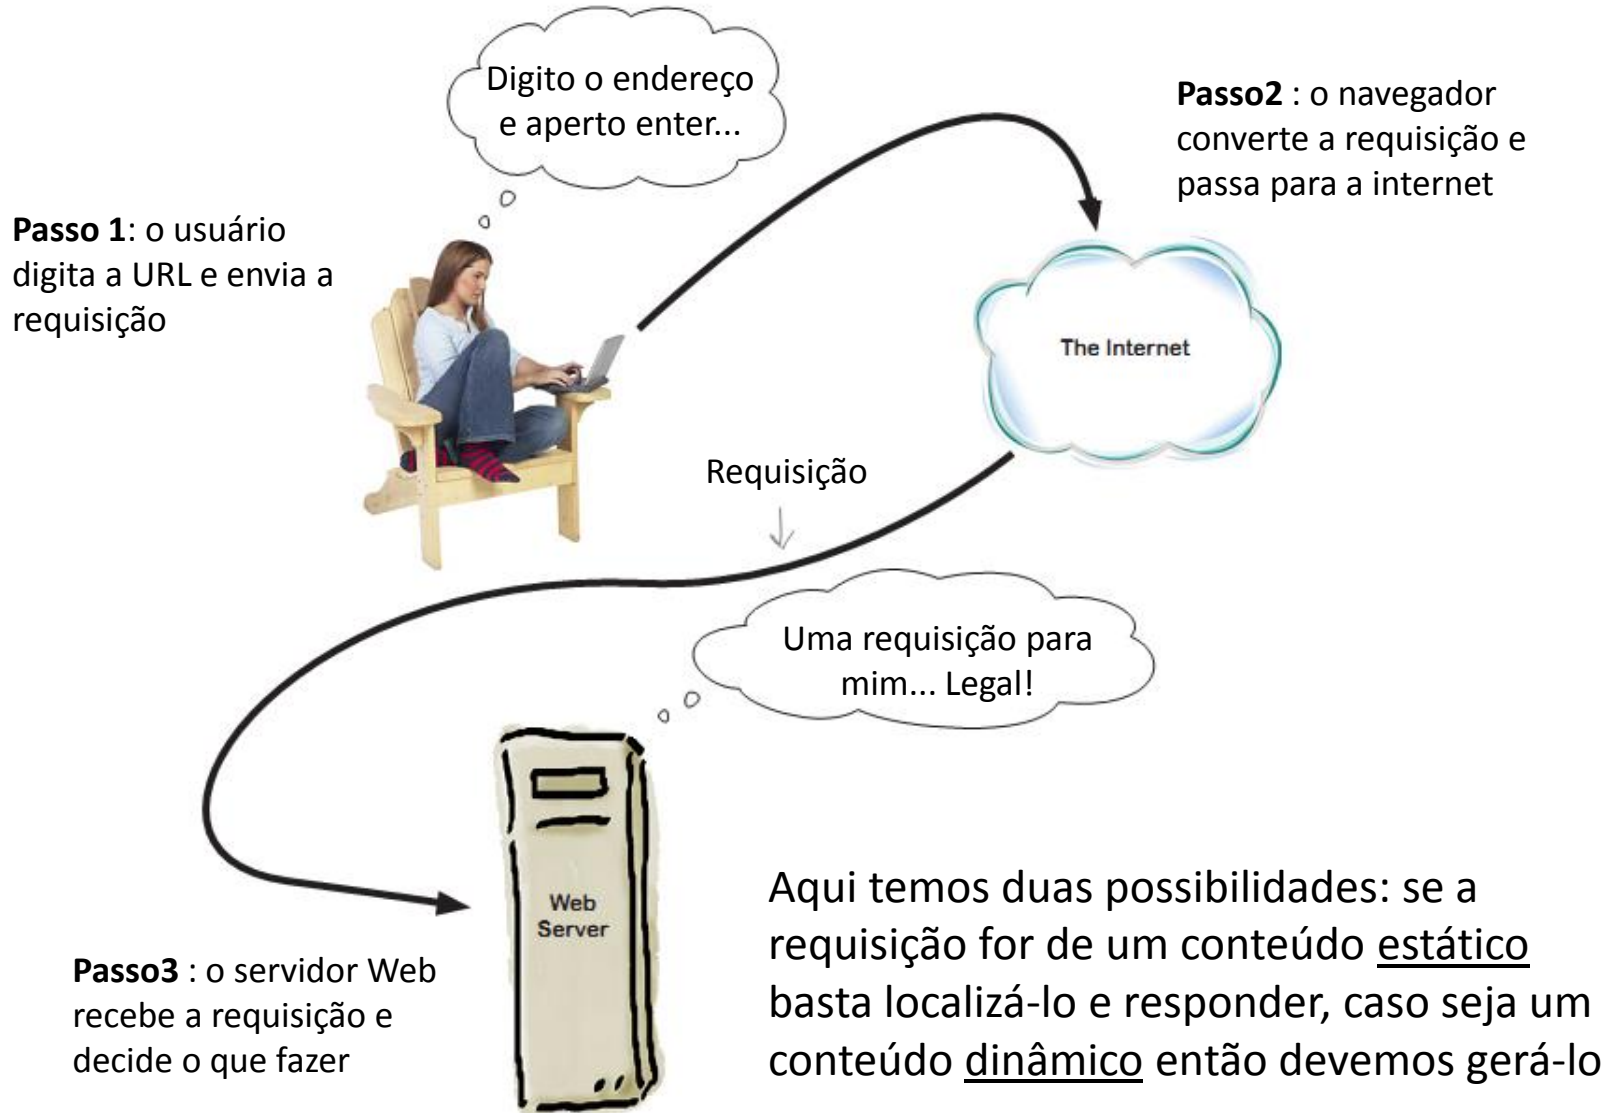 Digito o endereço
e aperto enter...
Passo2 : o navegador
converte a requisição e
passa para a internet
Passo 1: o usuário
digita a URL e envia a
requisição
The Internet
Requisição
Uma requisição para
mim... Legal!
Web
Server
Passo3 : o servidor Web
recebe a requisição e
decide o que fazer
Aqui temos duas possibilidades: se a
requisição for de um conteúdo estático
basta localizá-lo e responder, caso seja um
conteúdo dinâmico então devemos gerá-lo